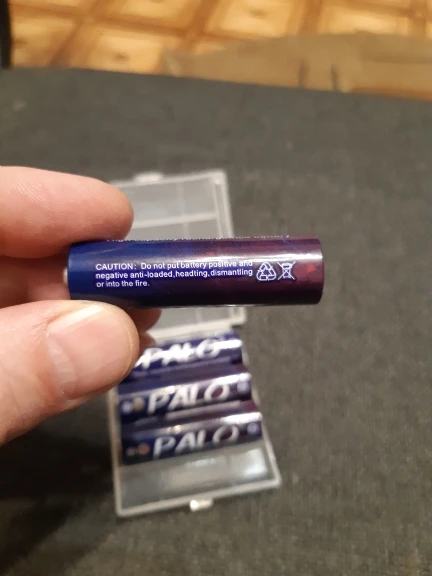 CAUTION: Do not put battery positive and
negative anti-loaded,headting,dismantling
or into the fire.
PALO
PALO
PALO